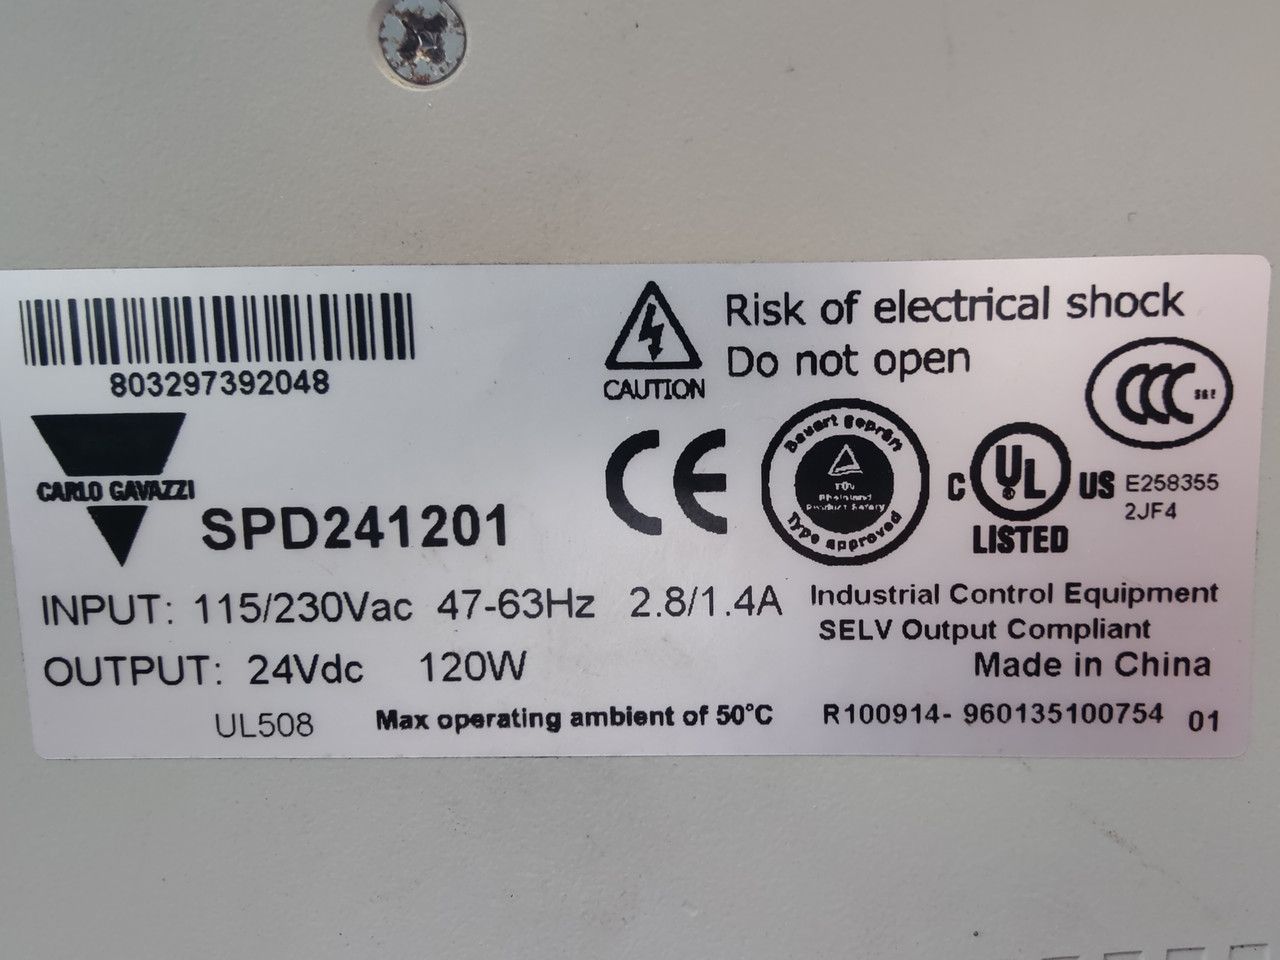 803297392048
CARLO GAVAZZI
SPD241201
CAUTION
Risk of electrical shock
Do not open
CCC
S&E
CE
Bauart geprüft
TÜV
Rheinland
Product Safety
Type approved
C UL US
LISTED
E258355
2JF4
INPUT: 115/230Vac 47-63Hz 2.8/1.4A
OUTPUT: 24Vdc 120W
UL508
Max operating ambient of 50°C
Industrial Control Equipment
SELV Output Compliant
Made in China
R100914- 960135100754 01